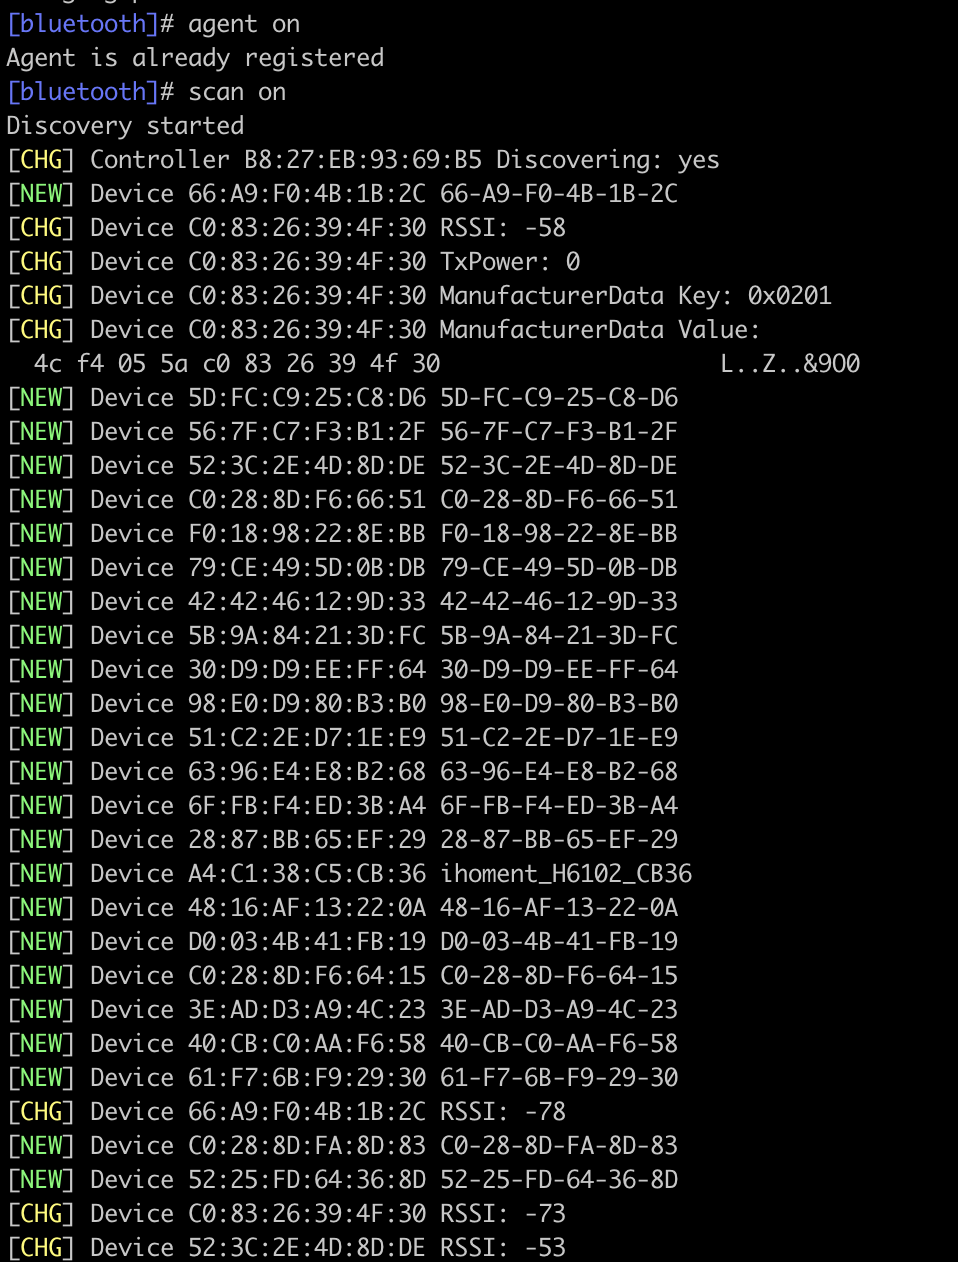 [bluetooth]# agent on
Agent is already registered
[bluetooth]# scan on
Discovery started
[CHG] Controller B8:27:EB:93:69:B5 Discovering: yes
[NEW] Device 66:A9:F0:4B:1B:2C 66-A9-F0-4B-1B-2C
[CHG] Device C0:83:26:39:4F:30 RSSI: -58
[CHG] Device C0:83:26:39:4F:30 TxPower: 0
[CHG] Device C0:83:26:39:4F:30 ManufacturerData Key: 0x0201
[CHG] Device C0:83:26:39:4F:30 ManufacturerData Value:
4c f4 05 5a c0 83 26 39 4f 30 L..Z..&9O0
[NEW] Device 5D:FC:C9:25:C8:D6 5D-FC-C9-25-C8-D6
[NEW] Device 56:7F:C7:F3:B1:2F 56-7F-C7-F3-B1-2F
[NEW] Device 52:3C:2E:4D:8D:DE 52-3C-2E-4D-8D-DE
[NEW] Device C0:28:8D:F6:66:51 C0-28-8D-F6-66-51
[NEW] Device F0:18:98:22:8E:BB F0-18-98-22-8E-BB
[NEW] Device 79:CE:49:5D:0B:DB 79-CE-49-5D-0B-DB
[NEW] Device 42:42:46:12:9D:33 42-42-46-12-9D-33
[NEW] Device 5B:9A:84:21:3D:FC 5B-9A-84-21-3D-FC
[NEW] Device 30:D9:D9:EE:FF:64 30-D9-D9-EE-FF-64
[NEW] Device 98:E0:D9:80:B3:B0 98-E0-D9-80-B3-B0
[NEW] Device 51:C2:2E:D7:1E:E9 51-C2-2E-D7-1E-E9
[NEW] Device 63:96:E4:E8:B2:68 63-96-E4-E8-B2-68
[NEW] Device 6F:FB:F4:ED:3B:A4 6F-FB-F4-ED-3B-A4
[NEW] Device 28:87:BB:65:EF:29 28-87-BB-65-EF-29
[NEW] Device A4:C1:38:C5:CB:36 ihoment_H6102_CB36
[NEW] Device 48:16:AF:13:22:0A 48-16-AF-13-22-0A
[NEW] Device D0:03:4B:41:FB:19 D0-03-4B-41-FB-19
[NEW] Device C0:28:8D:F6:64:15 C0-28-8D-F6-64-15
[NEW] Device 3E:AD:D3:A9:4C:23 3E-AD-D3-A9-4C-23
[NEW] Device 40:CB:C0:AA:F6:58 40-CB-C0-AA-F6-58
[NEW] Device 61:F7:6B:F9:29:30 61-F7-6B-F9-29-30
[CHG] Device 66:A9:F0:4B:1B:2C RSSI: -78
[NEW] Device C0:28:8D:FA:8D:83 C0-28-8D-FA-8D-83
[NEW] Device 52:25:FD:64:36:8D 52-25-FD-64-36-8D
[CHG] Device C0:83:26:39:4F:30 RSSI: -73
[CHG] Device 52:3C:2E:4D:8D:DE RSSI: -53